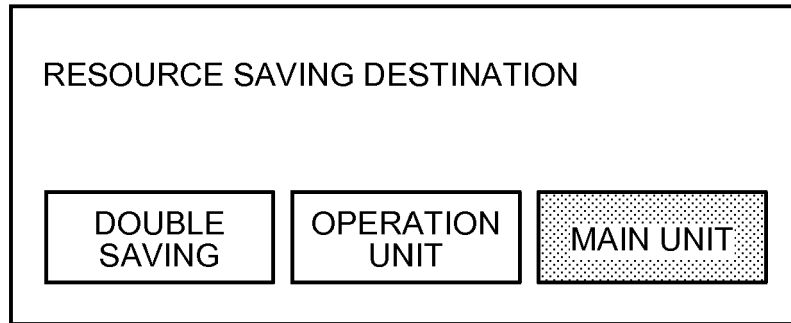 RESOURCE SAVING DESTINATION
DOUBLE
SAVING
OPERATION
UNIT
MAIN UNIT